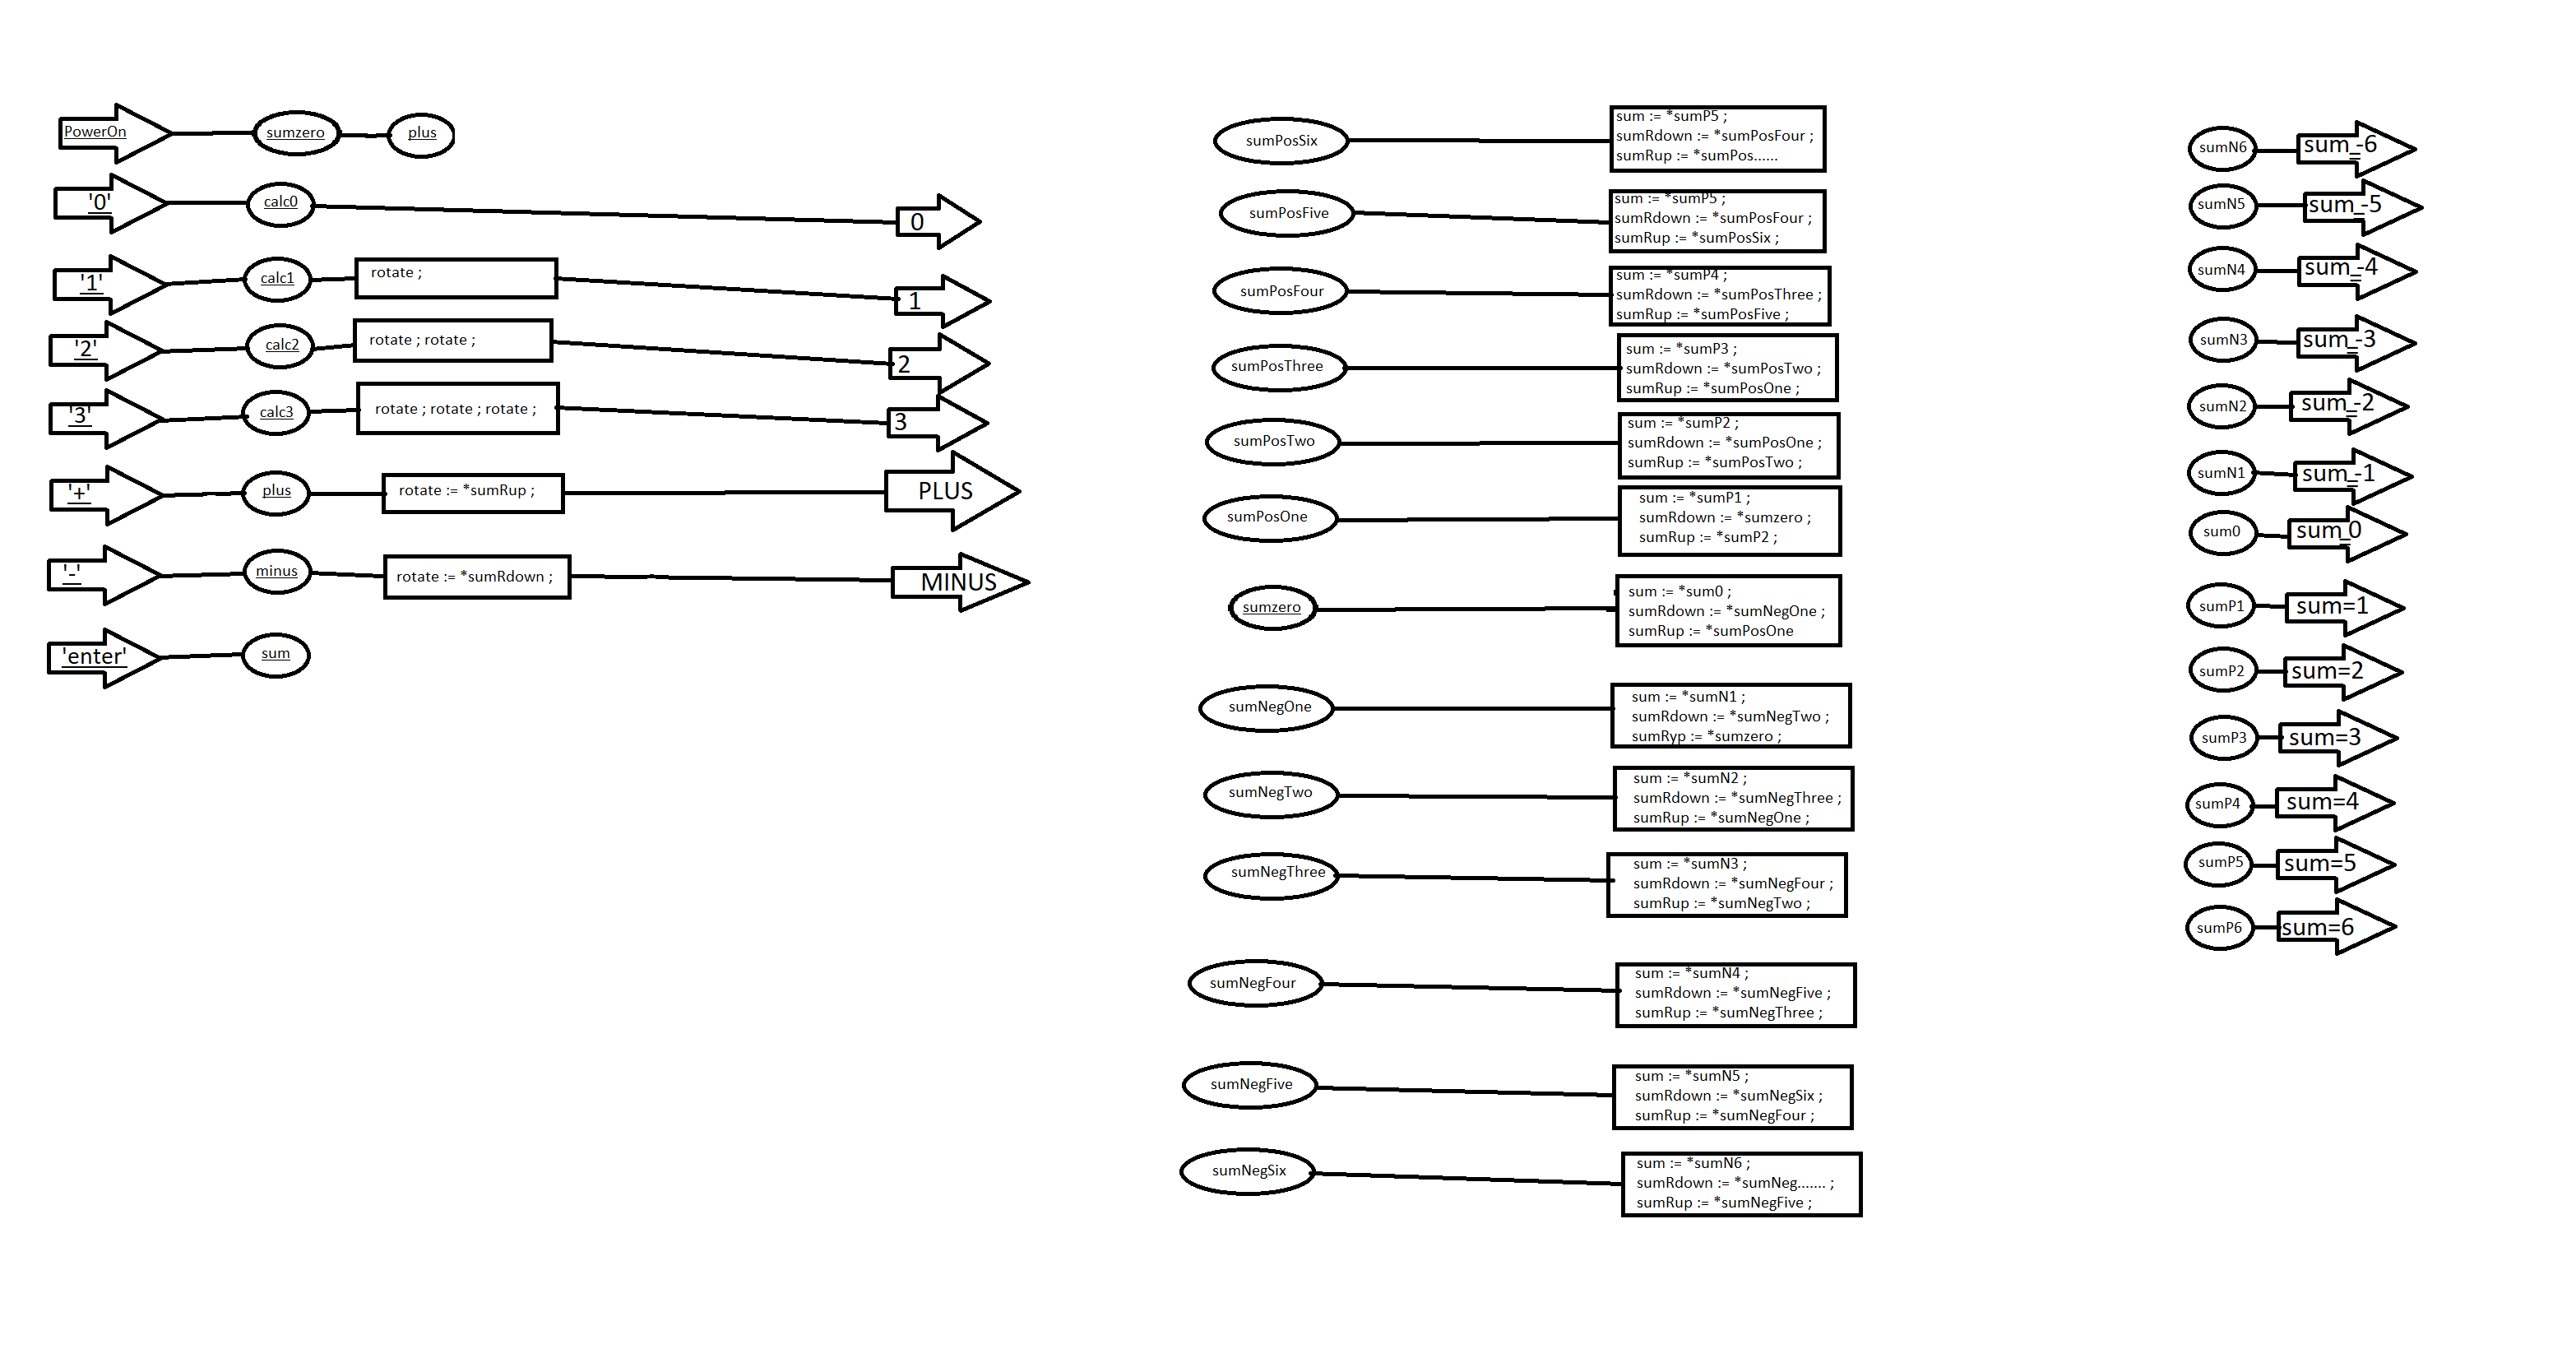 PowerOn
sumzero
plus
'0'
calc0
0
'1'
calc1
rotate ;
1
'2'
calc2
rotate ; rotate ;
2
'3'
calc3
rotate ; rotate ; rotate ;
3
'+'
plus
rotate := *sumRup ;
PLUS
'-'
minus
rotate := *sumRdown ;
MINUS
'enter'
sum
sumPosSix
sum := *sumP5 ;
sumRdown := *sumPosFour ;
sumRup := *sumPos......
sumPosFive
sum := *sumP5 ;
sumRdown := *sumPosFour ;
sumRup := *sumPosSix ;
sumPosFour
sum := *sumP4 ;
sumRdown := *sumPosThree ;
sumRup := *sumPosFive ;
sumPosThree
sum := *sumP3 ;
sumRdown := *sumPosTwo ;
sumRup := *sumPosOne ;
sumPosTwo
sum := *sumP2 ;
sumRdown := *sumPosOne ;
sumRup := *sumPosTwo ;
sumPosOne
sum := *sumP1 ;
sumRdown := *sumzero ;
sumRup := *sumP2 ;
sumzero
sum := *sum0 ;
sumRdown := *sumNegOne ;
sumRup := *sumPosOne
sumNegOne
sum := *sumN1 ;
sumRdown := *sumNegTwo ;
sumRyp := *sumzero ;
sumNegTwo
sum := *sumN2 ;
sumRdown := *sumNegThree ;
sumRup := *sumNegOne ;
sumNegThree
sum := *sumN3 ;
sumRdown := *sumNegFour ;
sumRup := *sumNegTwo ;
sumNegFour
sum := *sumN4 ;
sumRdown := *sumNegFive ;
sumRup := *sumNegThree ;
sumNegFive
sum := *sumN5 ;
sumRdown := *sumNegSix ;
sumRup := *sumNegFour ;
sumNegSix
sum := *sumN6 ;
sumRdown := *sumNeg....... ;
sumRup := *sumNegFive ;
sumN6
sum=-6
sumN5
sum=-5
sumN4
sum=-4
sumN3
sum=-3
sumN2
sum=-2
sumN1
sum=-1
sum0
sum=0
sumP1
sum=1
sumP2
sum=2
sumP3
sum=3
sumP4
sum=4
sumP5
sum=5
sumP6
sum=6